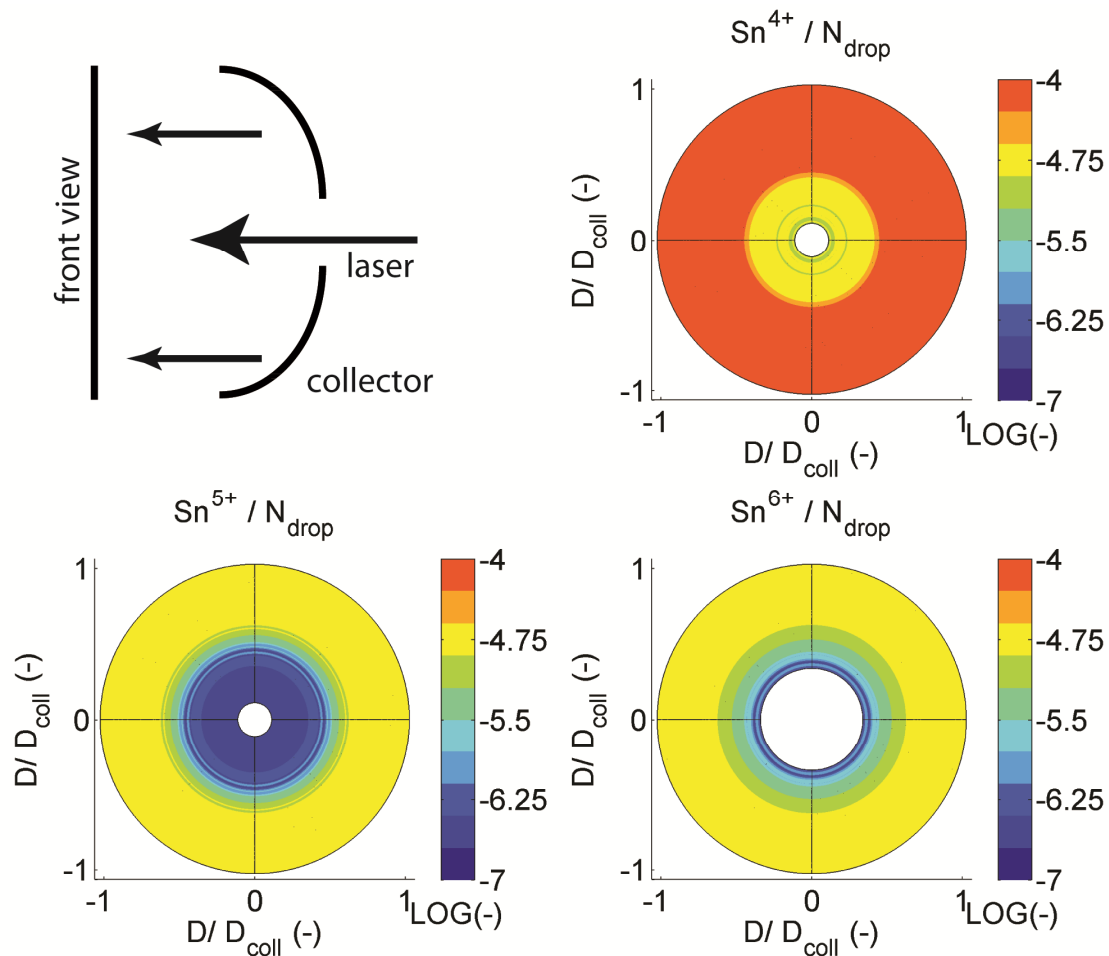 front view
laser
collector
Sn4+ / Ndrop
D/ Dcoll (-)
1
0
-1
-1
0
1
D/ Dcoll (-)
-4
-4.75
-5.5
-6.25
-7
LOG(-)
Sn5+ / Ndrop
D/ Dcoll (-)
1
0
-1
-1
0
1
D/ Dcoll (-)
-4
-4.75
-5.5
-6.25
-7
LOG(-)
Sn6+ / Ndrop
D/ Dcoll (-)
1
0
-1
-1
0
1
D/ Dcoll (-)
-4
-4.75
-5.5
-6.25
-7
LOG(-)